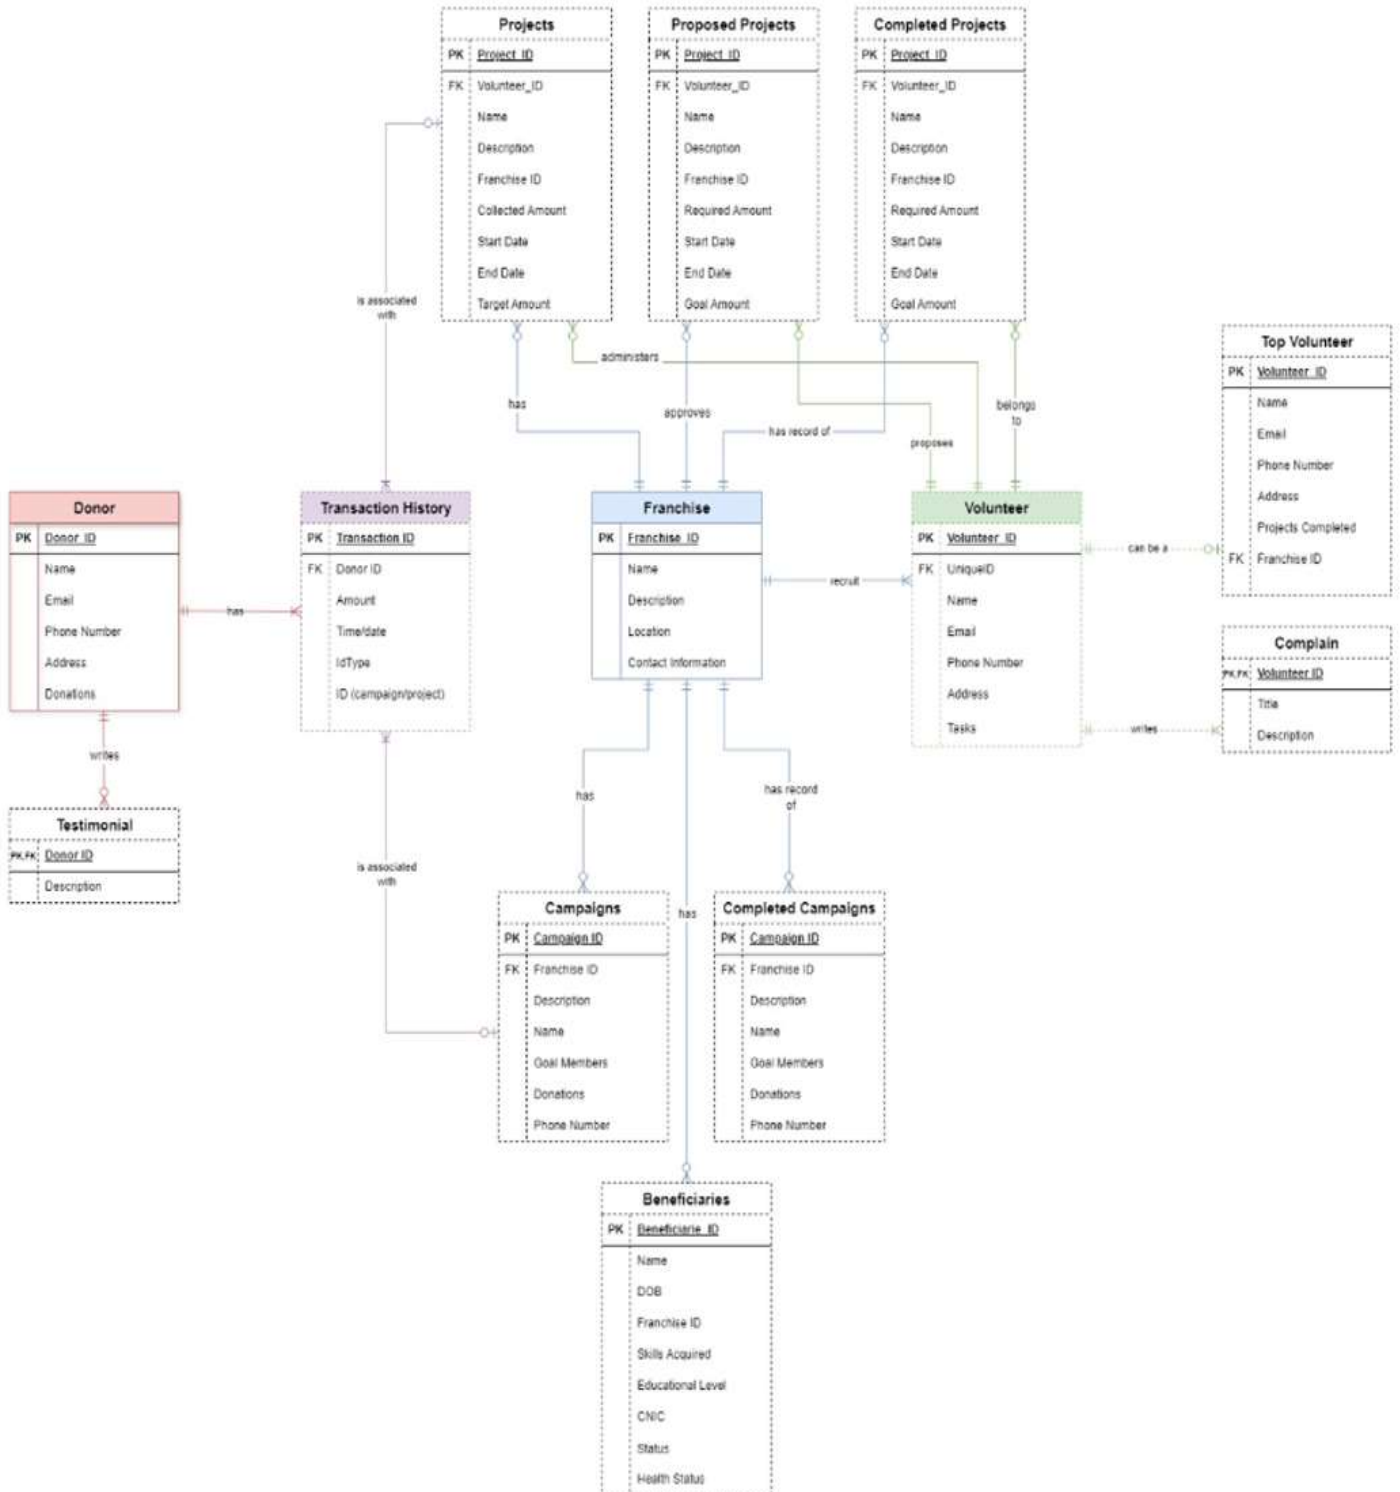 Projects
PK Project_ID
FK Volunteer_ID
Name
Description
Franchise ID
Collected Amount
Start Date
End Date
Target Amount
Proposed Projects
PK Project_ID
FK Volunteer_ID
Name
Description
Franchise ID
Required Amount
Start Date
End Date
Goal Amount
Completed Projects
PK Project_ID
FK Volunteer_ID
Name
Description
Franchise ID
Required Amount
Start Date
End Date
Goal Amount
is associated
with
administers
has
approves
has record of
proposes
belongs
to
Top Volunteer
PK Volunteer_ID
Name
Email
Phone Number
Address
Projects Completed
FK Franchise ID
Donor
PK Donor_ID
Name
Email
Phone Number
Address
Donations
has
Transaction History
PK Transaction ID
FK Donor ID
Amount
Time/date
IdType
ID (campaign/project)
Franchise
PK Franchise_ID
Name
Description
Location
Contact Information
recruit
Volunteer
PK Volunteer_ID
FK UniqueID
Name
Email
Phone Number
Address
Tasks
can be a
writes
Complain
PK,FK Volunteer ID
Title
Description
writes
Testimonial
PK,FK Donor ID
Description
is associated
with
has
has
has record
of
Campaigns
PK Campaign ID
FK Franchise ID
Description
Name
Goal Members
Donations
Phone Number
Completed Campaigns
PK Campaign ID
FK Franchise ID
Description
Name
Goal Members
Donations
Phone Number
Beneficiaries
PK Beneficiarie_ID
Name
DOB
Franchise ID
Skills Acquired
Educational Level
CNIC
Status
Health Status